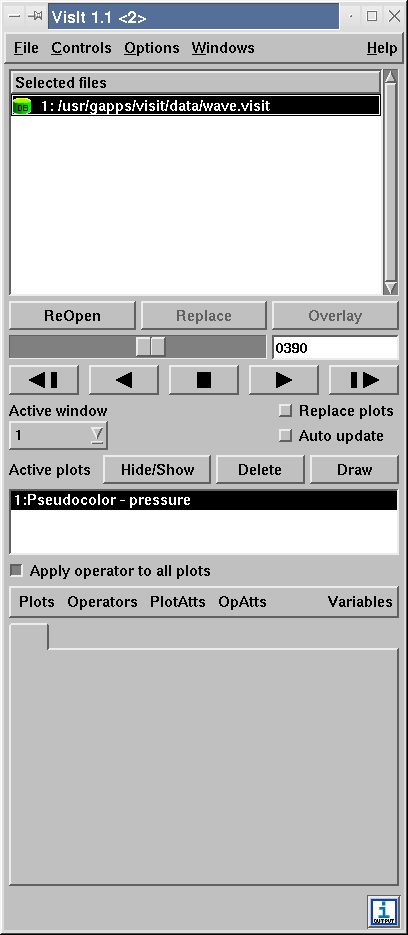 VisIt 1.1 <2>
File Controls Options Windows Help
Selected files
DB 1: /usr/gapps/visit/data/wave.visit
ReOpen Replace Overlay
0390
Active window Replace plots
1 Auto update
Active plots Hide/Show Delete Draw
1:Pseudocolor - pressure
Apply operator to all plots
Plots Operators PlotAtts OpAtts Variables
i
OUTPUT